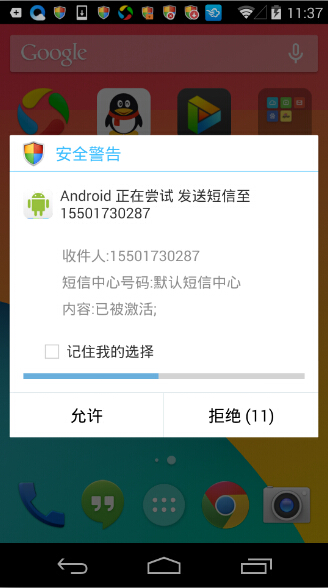 11:37
Google
安全警告
Android 正在尝试 发送短信至
15501730287
收件人:15501730287
短信中心号码:默认短信中心
内容:已被激活;
记住我的选择
允许
拒绝 (11)